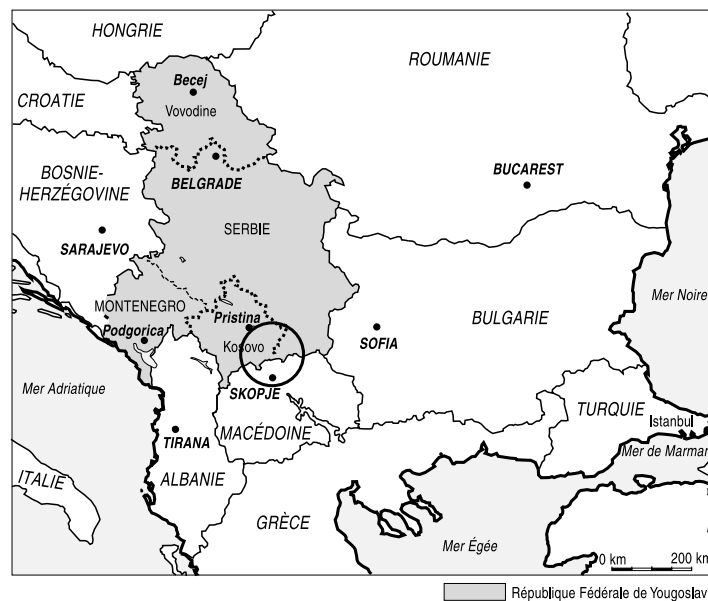 HONGRIE
ROUMANIE
Becej
CROATIE
Vovodine
BOSNIE-
HERZÉGOVINE
BELGRADE
BUCAREST
SERBIE
SARAJEVO
MONTENEGRO
Mer Noire
Pristina
BULGARIE
Podgorica
SOFIA
Kosovo
Mer Adriatique
SKOPJE
TURQUIE
Istanbul
MACÉDOINE
TIRANA
Mer de Marmar
ITALIE
ALBANIE
GRÈCE
Mer Égée
0 km 200 km
République Fédérale de Yougoslav